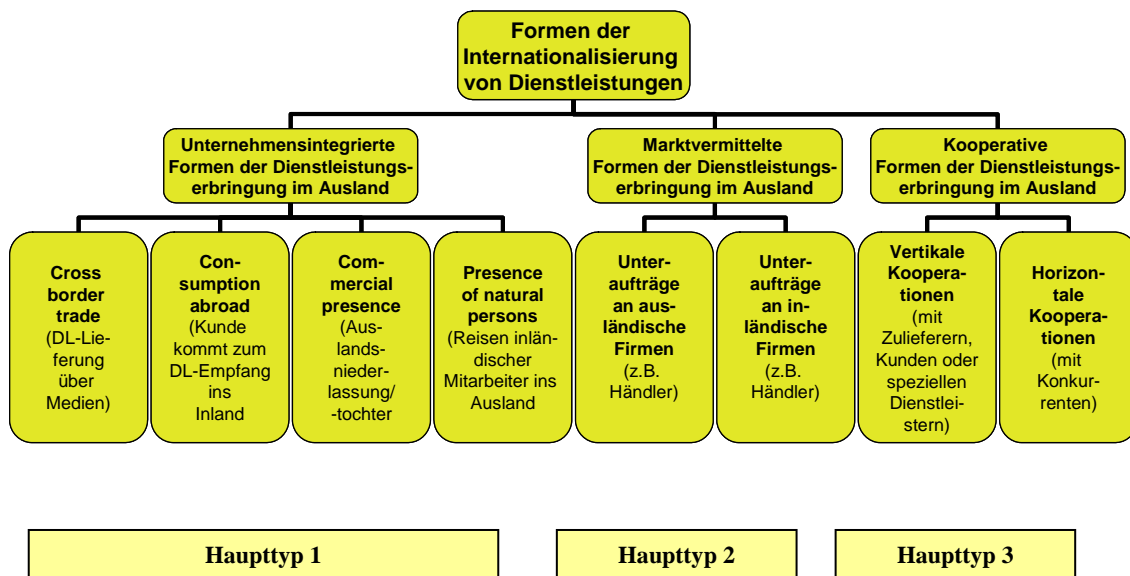 Formen der
Internationalisierung
von Dienstleistungen
Unternehmensintegrierte
Formen der Dienstleistungs-
erbringung im Ausland
Marktvermittelte
Formen der Dienstleistungs-
erbringung im Ausland
Kooperative
Formen der Dienstleistungs-
erbringung im Ausland
Cross
border
trade
(DL-Lie-
ferung
über
Medien)
Con-
sumption
abroad
(Kunde
kommt zum
DL-Empfang
ins
Inland
Com-
mercial
presence
(Aus-
lands-
nieder-
lassung/
-tochter
Presence
of natural
persons
(Reisen inlän-
discher
Mitarbeiter ins
Ausland
Unter-
aufträge
an aus-
ländische
Firmen
(z.B.
Händler)
Unter-
aufträge
an in-
ländische
Firmen
(z.B.
Händler)
Vertikale
Koopera-
tionen
(mit
Zulieferern,
Kunden oder
speziellen
Dienstlei-
stern)
Horizon-
tale
Koopera-
tionen
(mit
Konkur-
renten)
Haupttyp 1
Haupttyp 2
Haupttyp 3